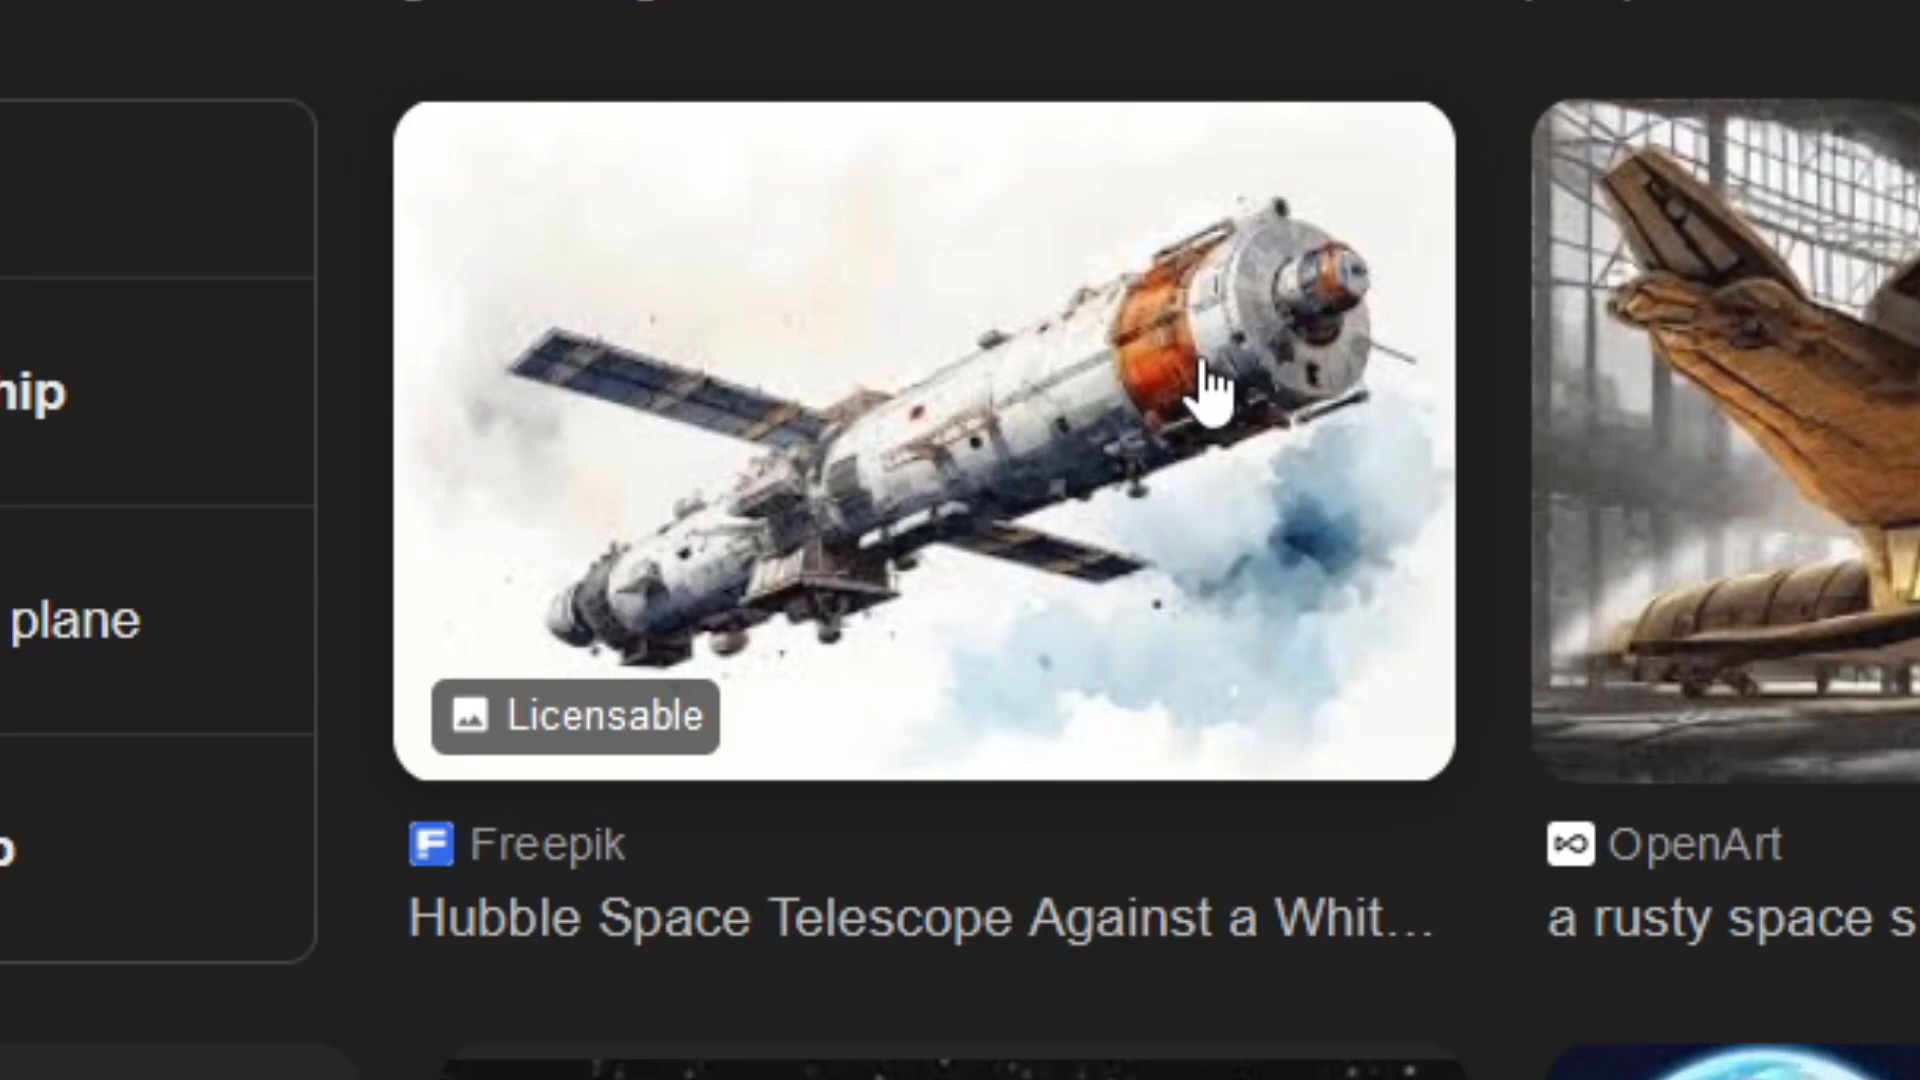 hip
plane
Licensable
Freepik
Hubble Space Telescope Against a Whit...
OpenArt
a rusty space s